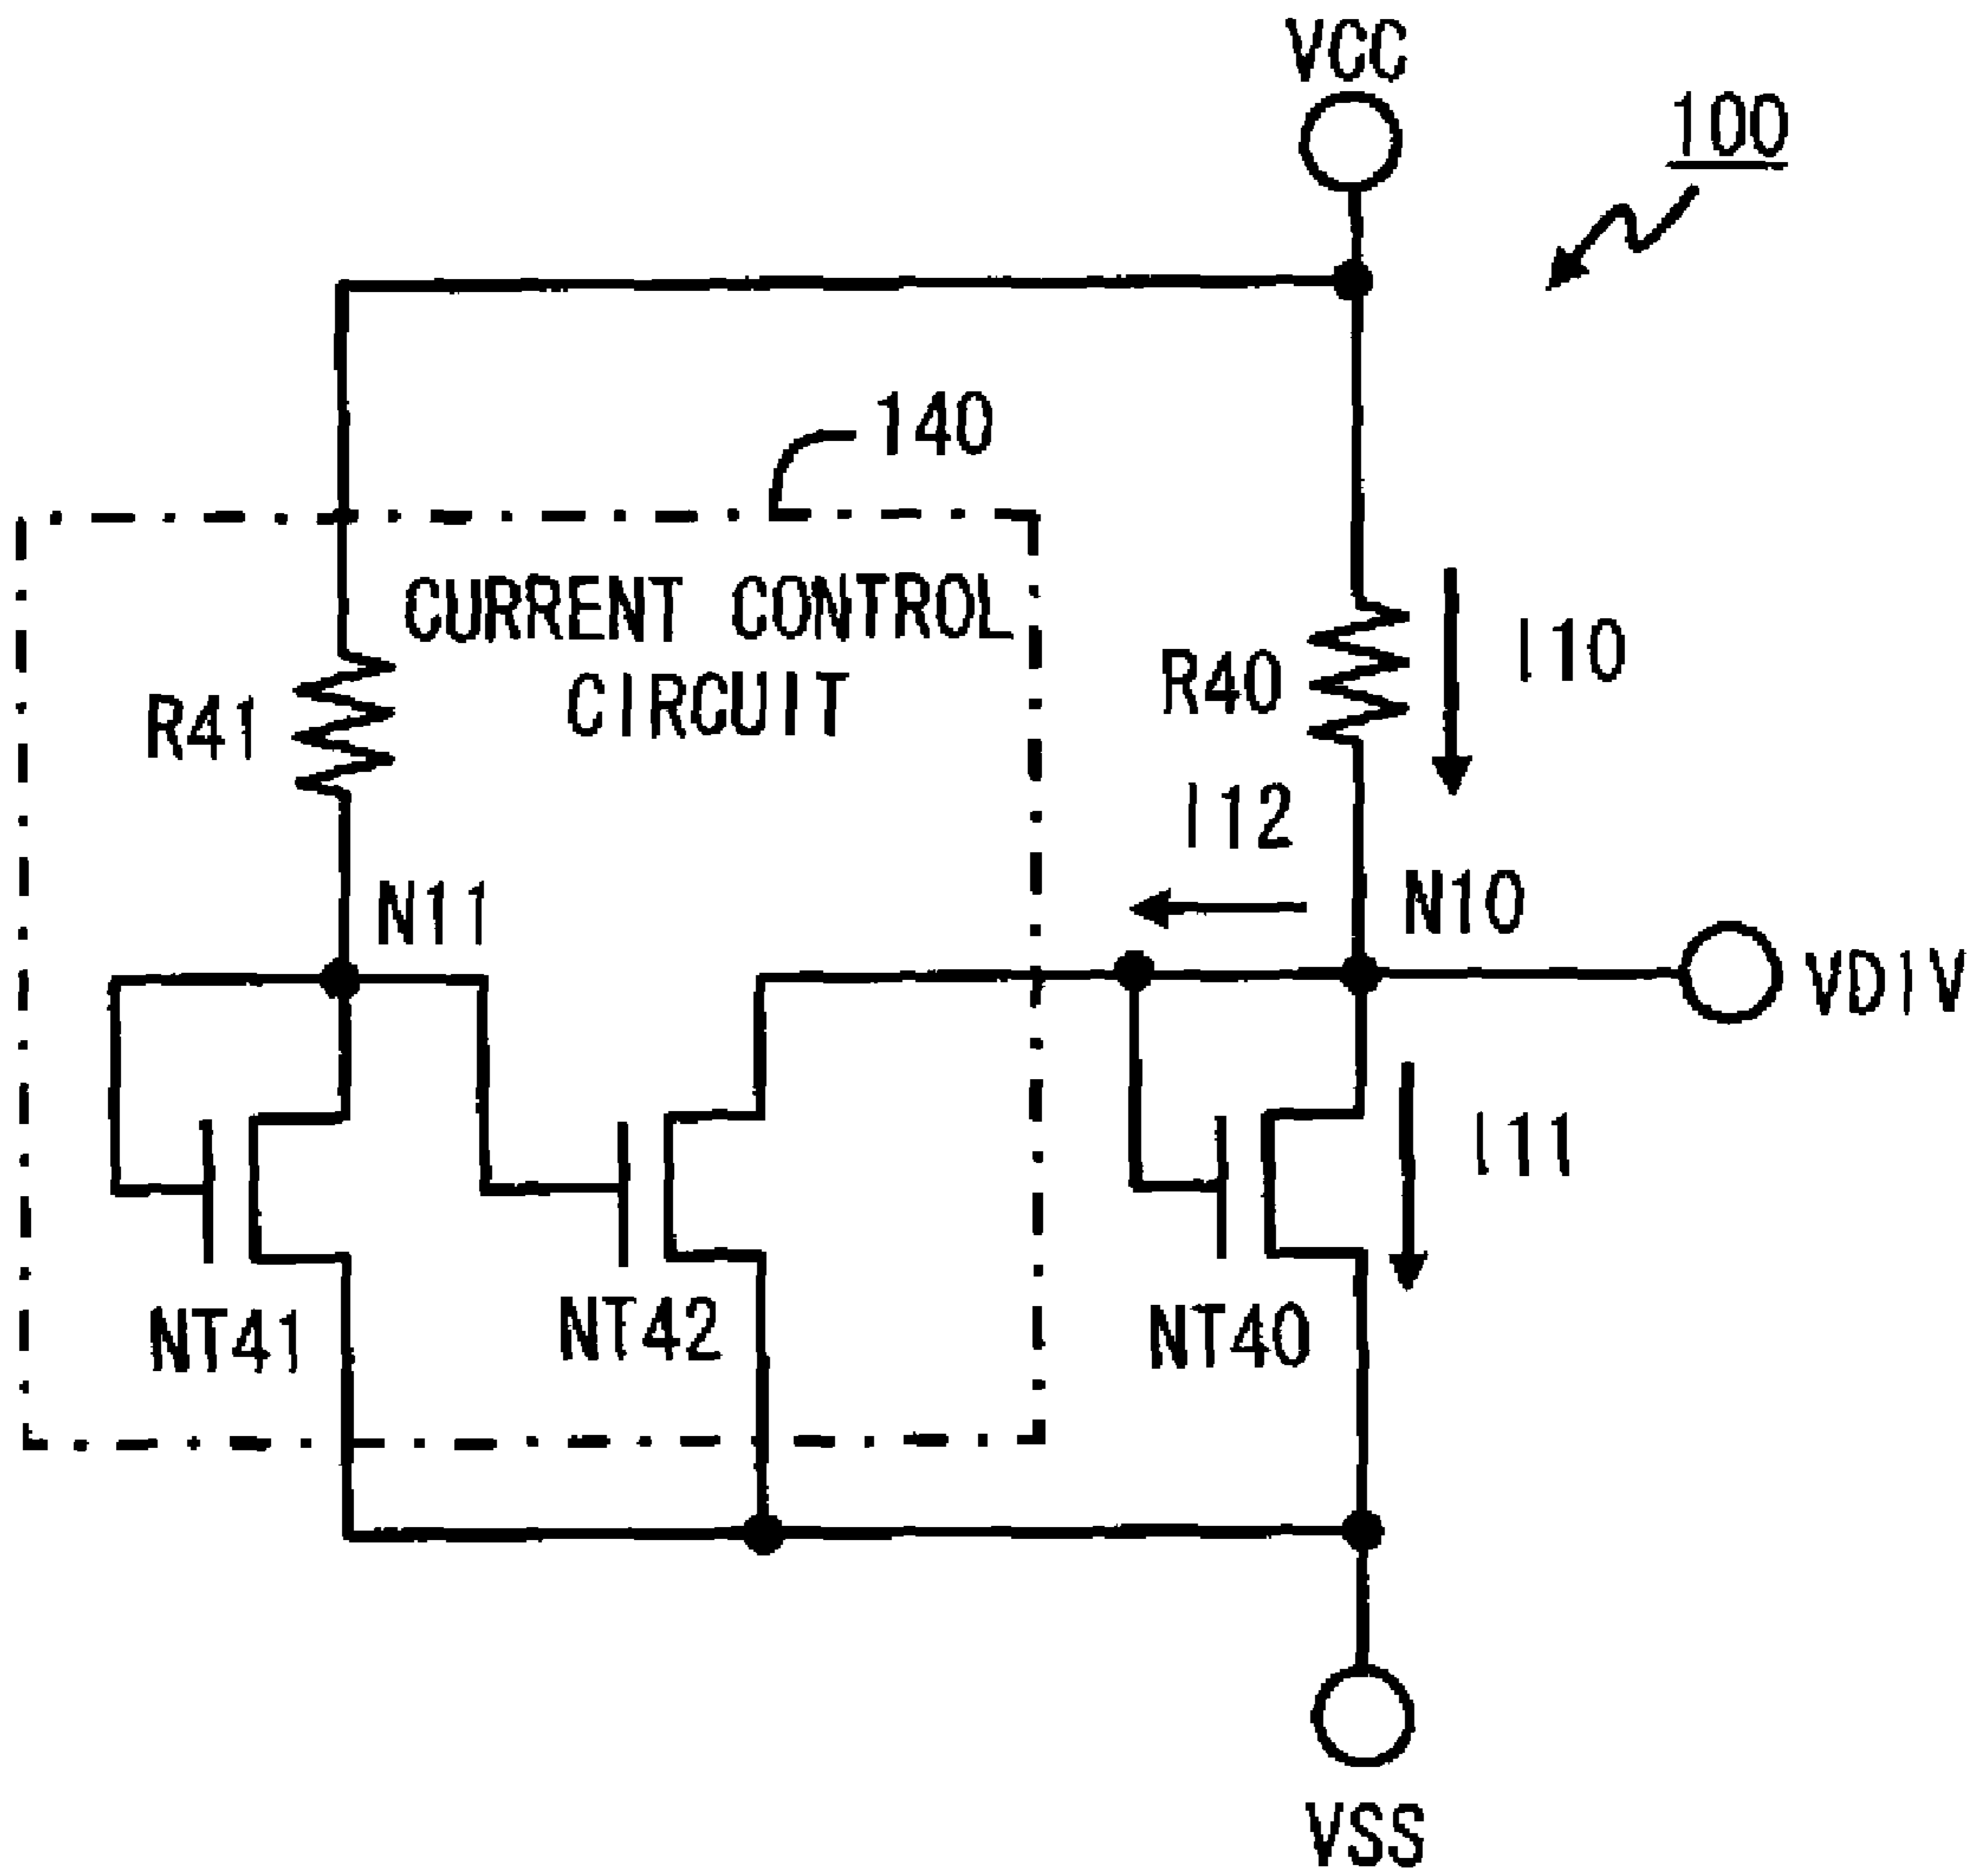 VCC
100
140
CURRENT CONTROL
CIRCUIT
R41
R40
I10
I12
N11
N10
VDIV
I11
NT41
NT42
NT40
VSS